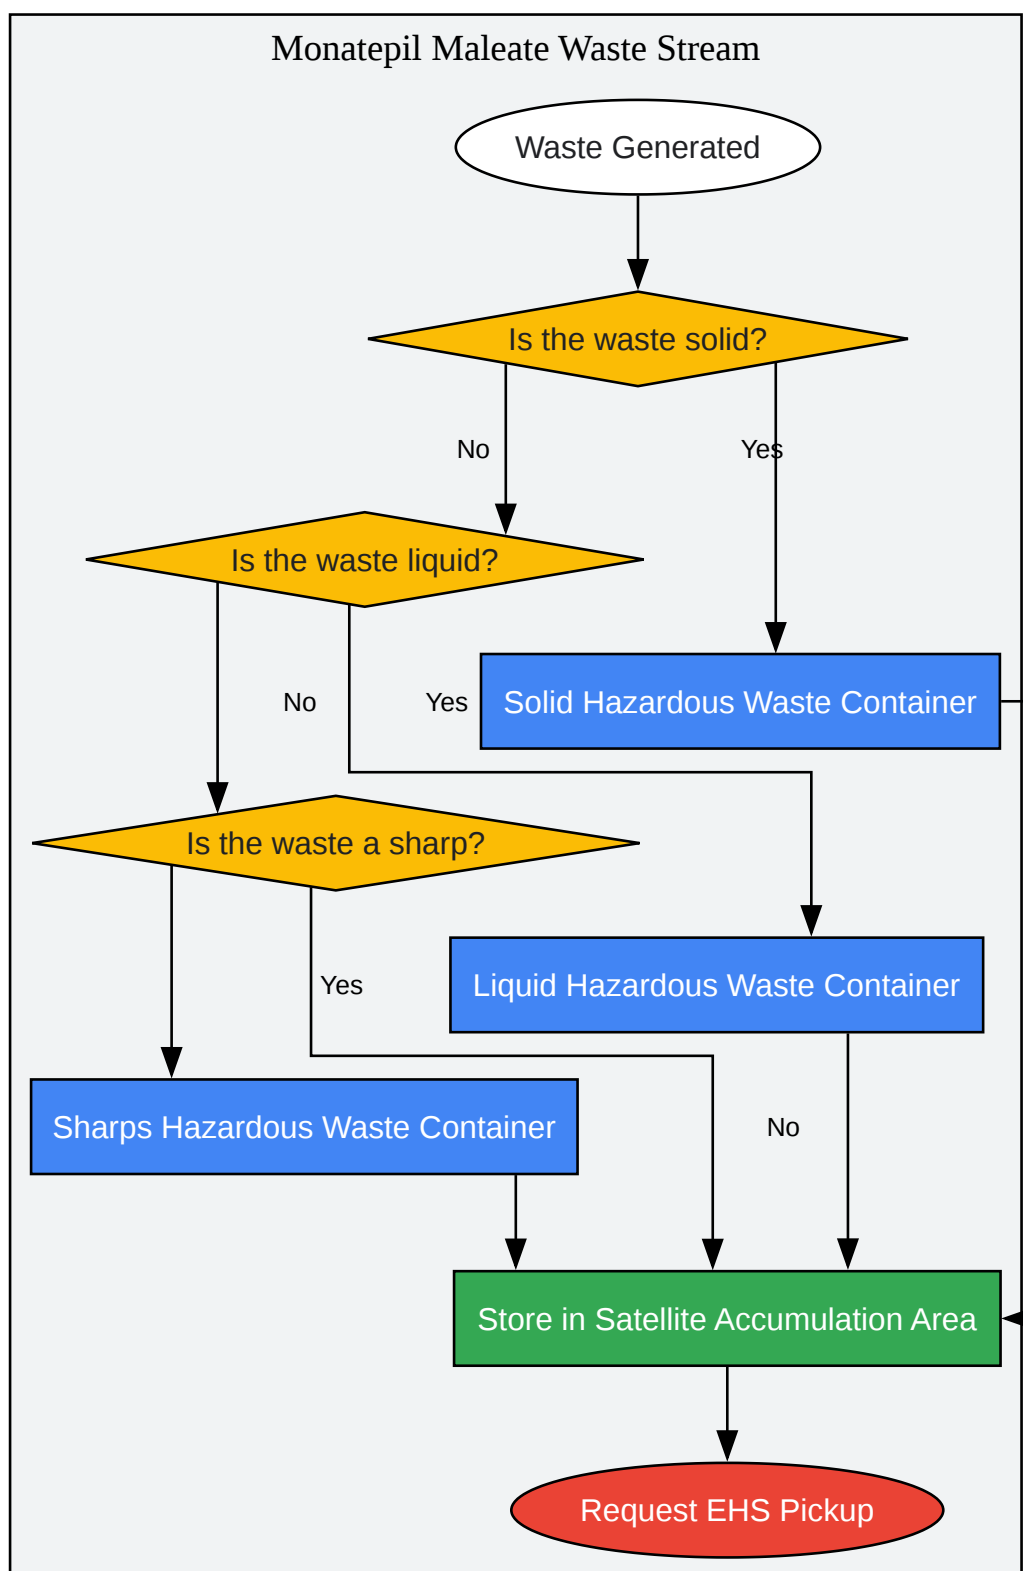 Monatepil Maleate Waste Stream
Waste Generated
Is the waste solid?
No
Yes
Is the waste liquid?
No
Yes
Solid Hazardous Waste Container
Is the waste a sharp?
Yes
Liquid Hazardous Waste Container
Sharps Hazardous Waste Container
No
Store in Satellite Accumulation Area
Request EHS Pickup